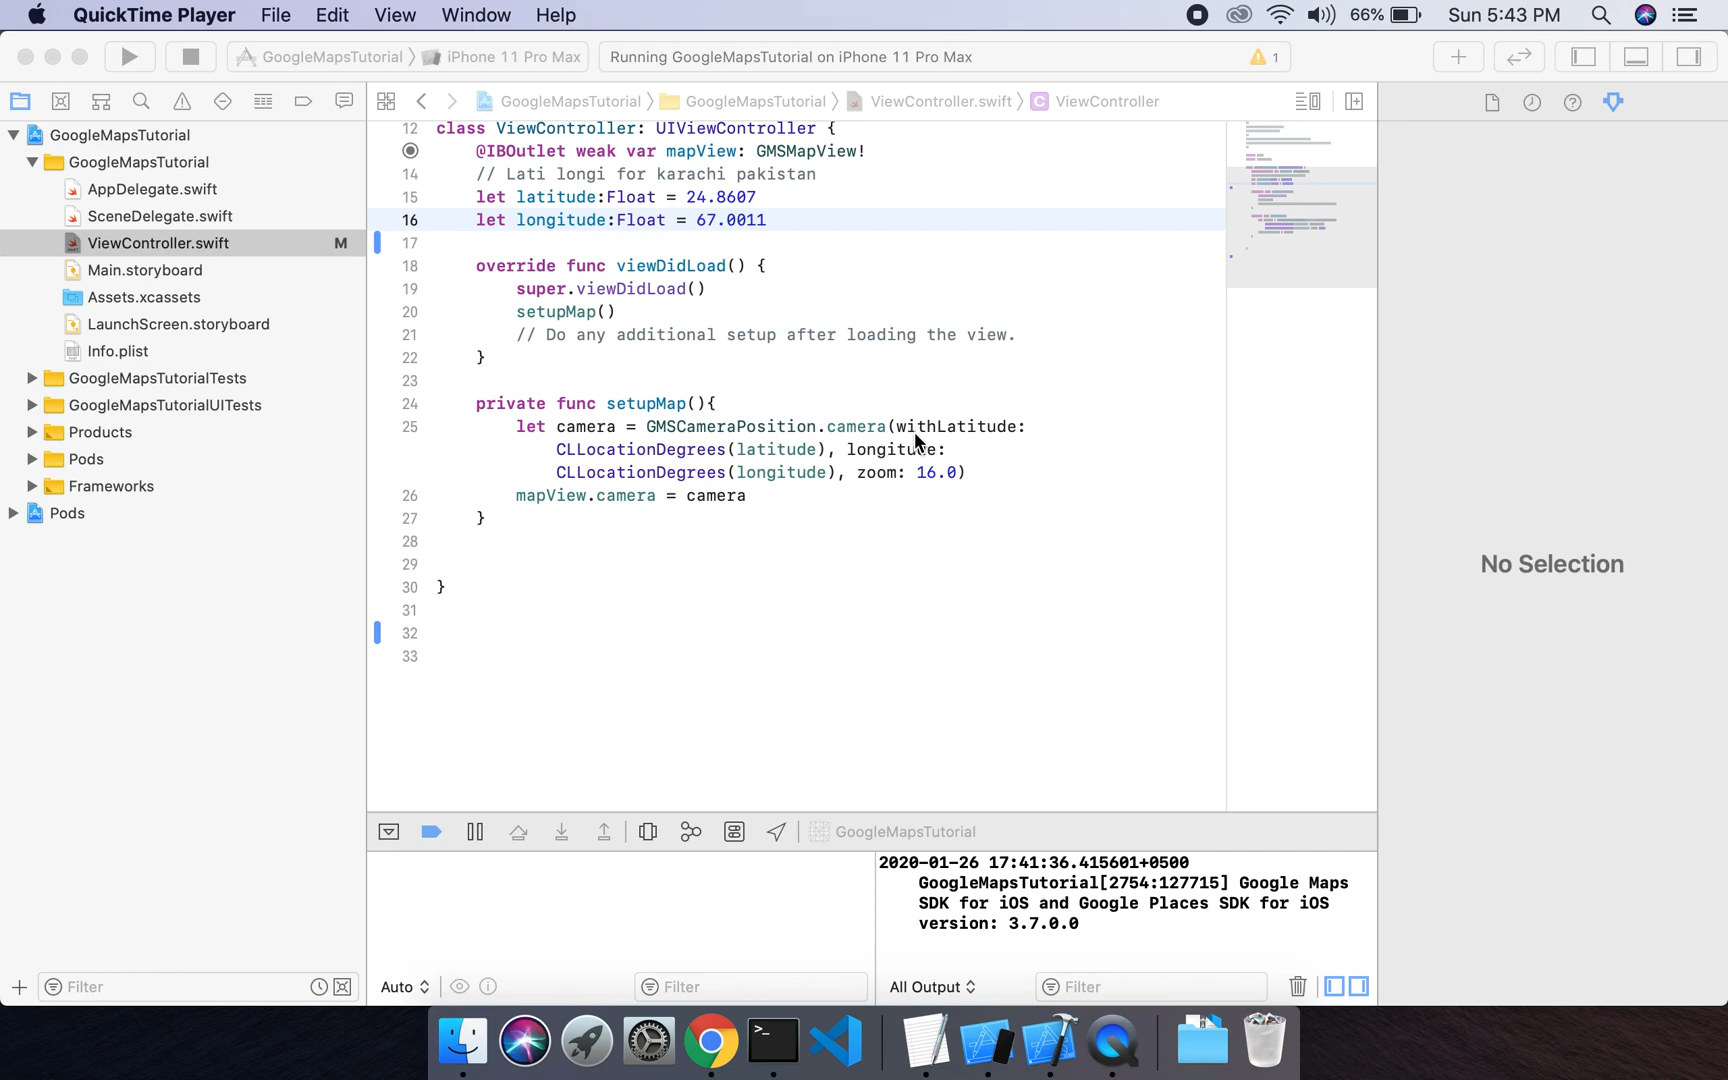 QuickTime Player File Edit View Window Help 66% Sun 5:43 PM
GoogleMapsTutorial iPhone 11 Pro Max Running GoogleMapsTutorial on iPhone 11 Pro Max 1
GoogleMapsTutorial GoogleMapsTutorial ViewController.swift C ViewController
GoogleMapsTutorial
GoogleMapsTutorial
AppDelegate.swift
SceneDelegate.swift
ViewController.swift M
Main.storyboard
Assets.xcassets
LaunchScreen.storyboard
Info.plist
GoogleMapsTutorialTests
GoogleMapsTutorialUITests
Products
Pods
Frameworks
Pods
12 class ViewController: UIViewController {
@IBOutlet weak var mapView: GMSMapView!
14 // Lati longi for karachi pakistan
15 let latitude:Float = 24.8607
16 let longitude:Float = 67.0011
17
18 override func viewDidLoad() {
19 super.viewDidLoad()
20 setupMap()
21 // Do any additional setup after loading the view.
22 }
23
24 private func setupMap(){
25 let camera = GMSCameraPosition.camera(withLatitude:
CLLocationDegrees(latitude), longitude:
CLLocationDegrees(longitude), zoom: 16.0)
26 mapView.camera = camera
27 }
28
29
30 }
31
32
33
No Selection
GoogleMapsTutorial
2020-01-26 17:41:36.415601+0500
GoogleMapsTutorial[2754:127715] Google Maps
SDK for iOS and Google Places SDK for iOS
version: 3.7.0.0
Filter Auto Filter All Output Filter